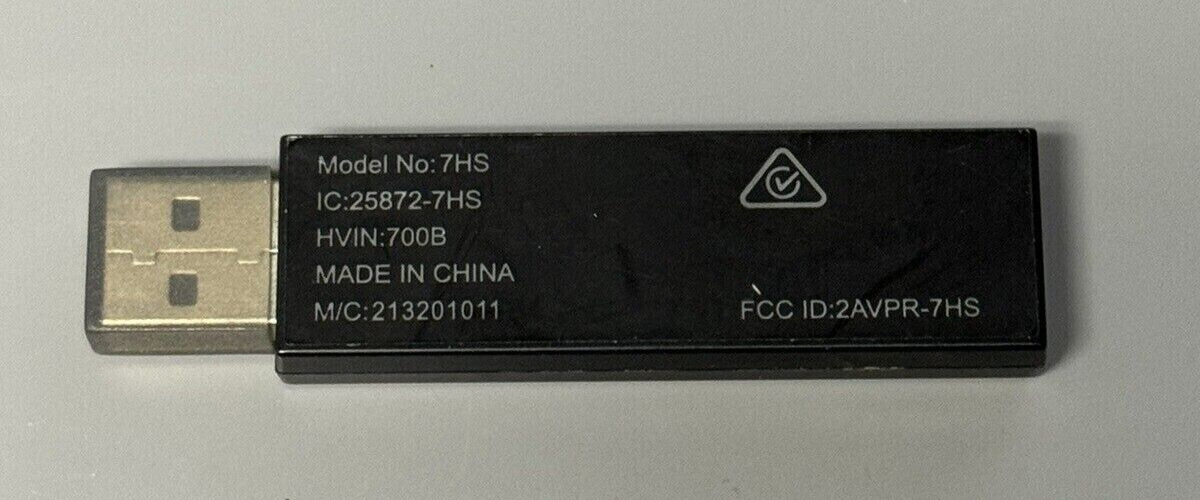 Model No:7HS
IC:25872-7HS
HVIN:700B
MADE IN CHINA
M/C:213201011
FCC ID:2AVPR-7HS